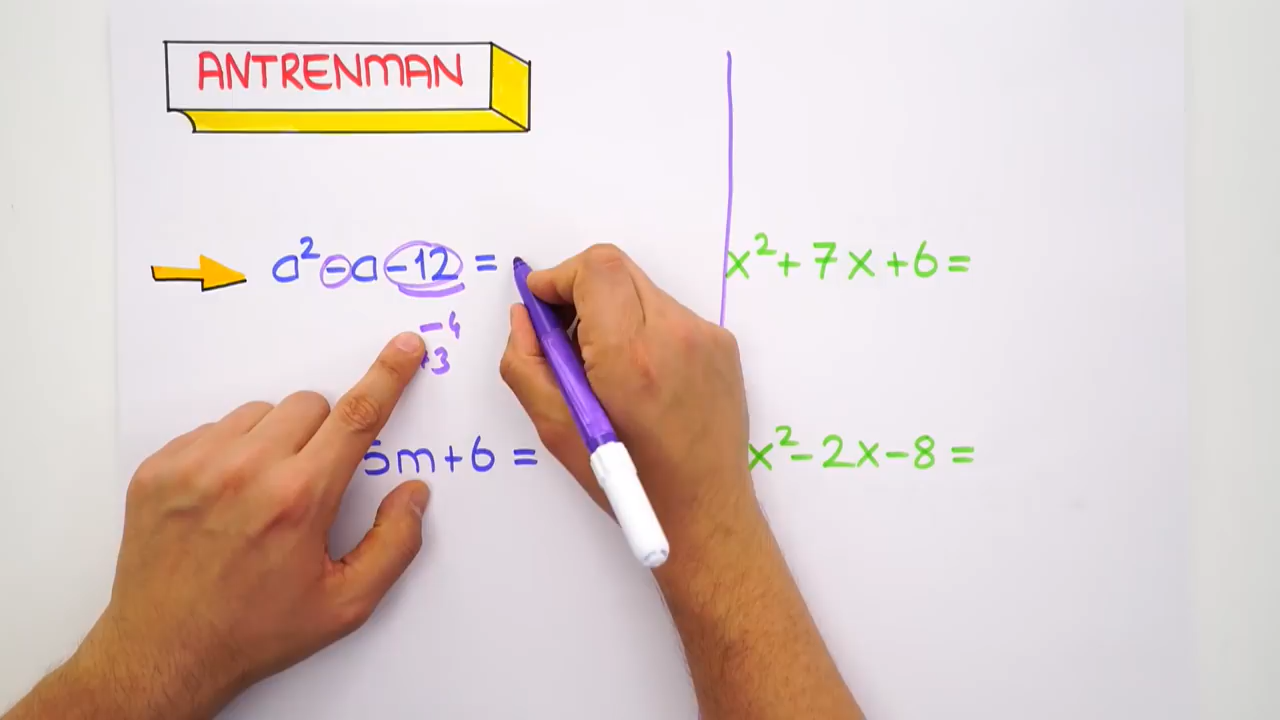 ANTRENMAN
a² - a - 12 =
- 4
+3
5m + 6 =
x² + 7x + 6 =
x² - 2x - 8 =